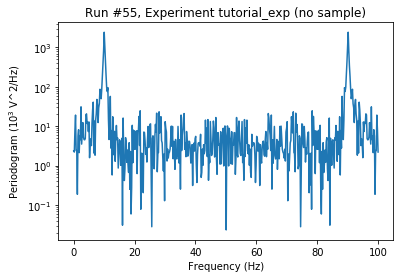 Run #55, Experiment tutorial_exp (no sample)
Periodogram (10³ V^2/Hz)
10³
10²
10¹
10⁰
10⁻¹
0 20 40 60 80 100
Frequency (Hz)